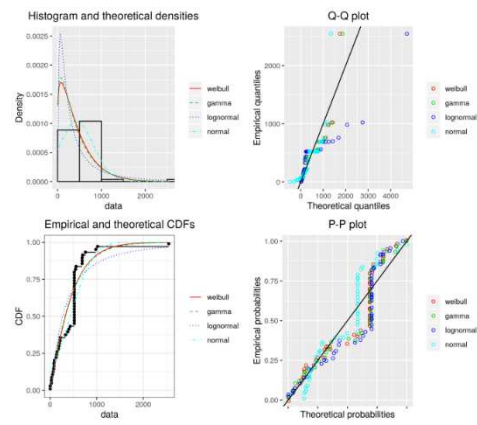 Histogram and theoretical densities
Density
0.0025
0.0020
0.0015
0.0010
0.0005
0.0000
0
1000
2000
data
weibull
gamma
lognormal
normal
Q-Q plot
Empirical quantiles
2000
1000
0
0
1000
2000
3000
4000
Theoretical quantiles
weibull
gamma
lognormal
normal
Empirical and theoretical CDFs
CDF
1.00
0.75
0.50
0.25
0.00
0
1000
2000
data
weibull
gamma
lognormal
normal
P-P plot
Empirical probabilities
1.00
0.75
0.50
0.25
0.00
Theoretical probabilities
weibull
gamma
lognormal
normal